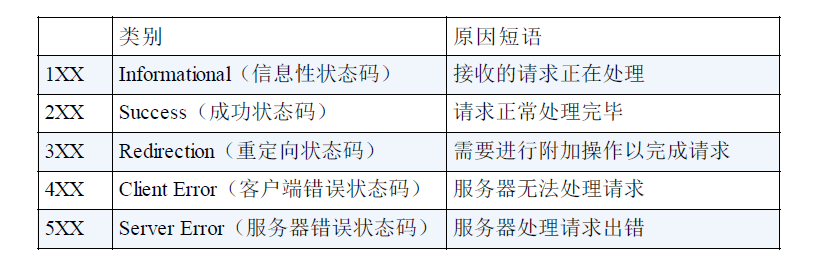 类别 原因短语
1XX Informational（信息性状态码） 接收的请求正在处理
2XX Success（成功状态码） 请求正常处理完毕
3XX Redirection（重定向状态码） 需要进行附加操作以完成请求
4XX Client Error（客户端错误状态码） 服务器无法处理请求
5XX Server Error（服务器错误状态码） 服务器处理请求出错